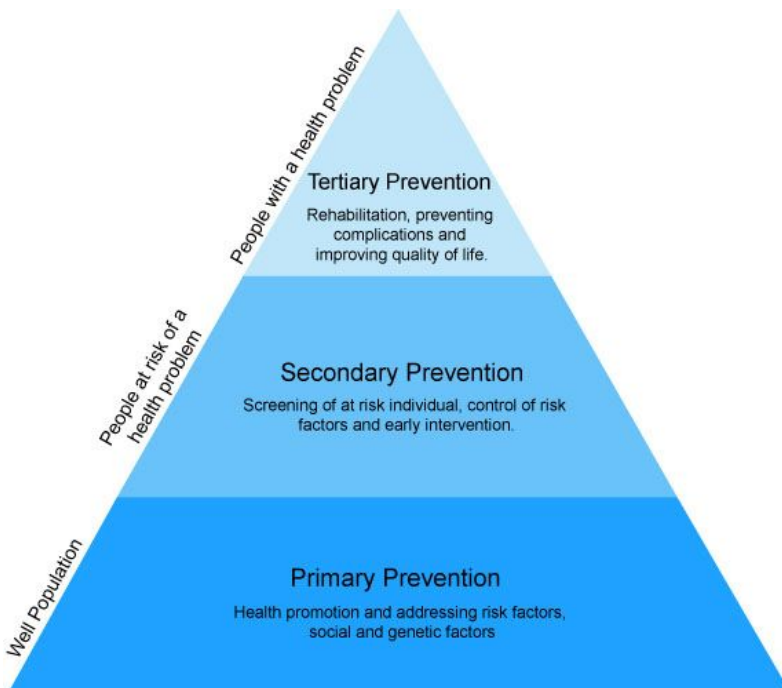 People with a health problem
Tertiary Prevention
Rehabilitation, preventing
complications and
improving quality of life.
People at risk of a
health problem
Secondary Prevention
Screening of at risk individual, control of risk
factors and early intervention.
Well Population
Primary Prevention
Health promotion and addressing risk factors,
social and genetic factors